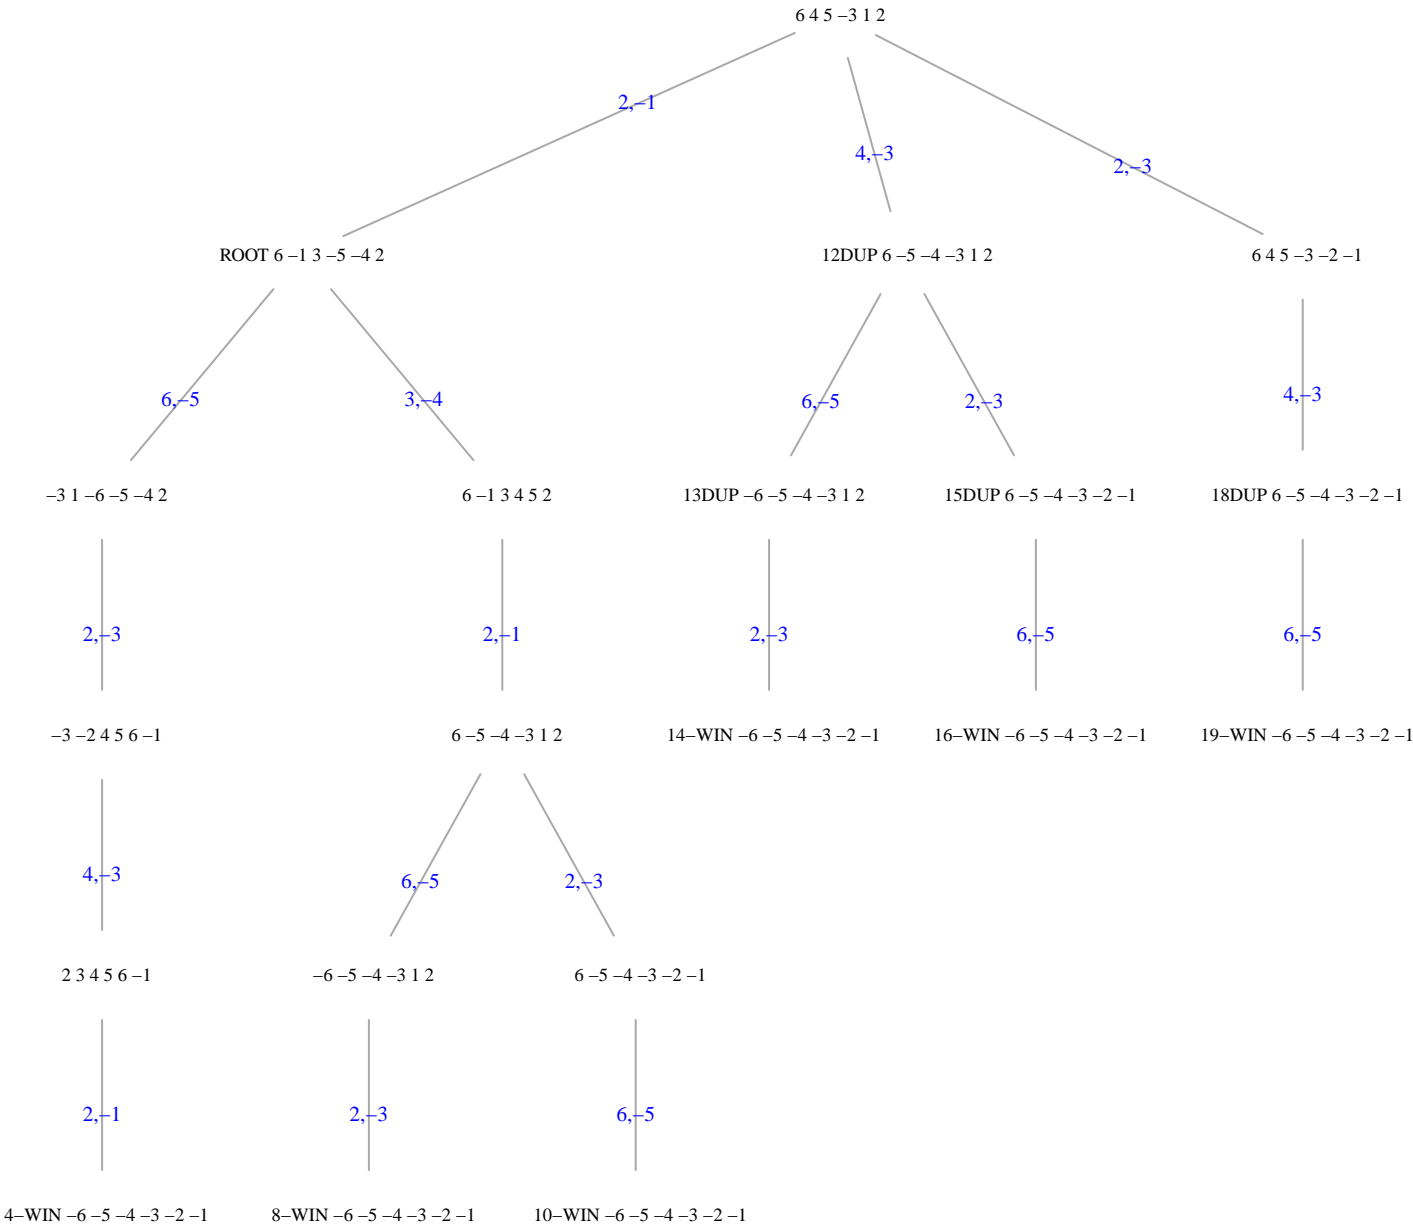 6 4 5 –3 1 2
2,–1
4,–3
2,–3
ROOT 6 –1 3 –5 –4 2
12DUP 6 –5 –4 –3 1 2
6 4 5 –3 –2 –1
6,–5
3,–4
6,–5
2,–3
4,–3
–3 1 –6 –5 –4 2
6 –1 3 4 5 2
13DUP –6 –5 –4 –3 1 2
15DUP 6 –5 –4 –3 –2 –1
18DUP 6 –5 –4 –3 –2 –1
2,–3
2,–1
2,–3
6,–5
6,–5
–3 –2 4 5 6 –1
6 –5 –4 –3 1 2
14–WIN –6 –5 –4 –3 –2 –1
16–WIN –6 –5 –4 –3 –2 –1
19–WIN –6 –5 –4 –3 –2 –1
4,–3
6,–5
2,–3
2 3 4 5 6 –1
–6 –5 –4 –3 1 2
6 –5 –4 –3 –2 –1
2,–1
2,–3
6,–5
4–WIN –6 –5 –4 –3 –2 –1
8–WIN –6 –5 –4 –3 –2 –1
10–WIN –6 –5 –4 –3 –2 –1